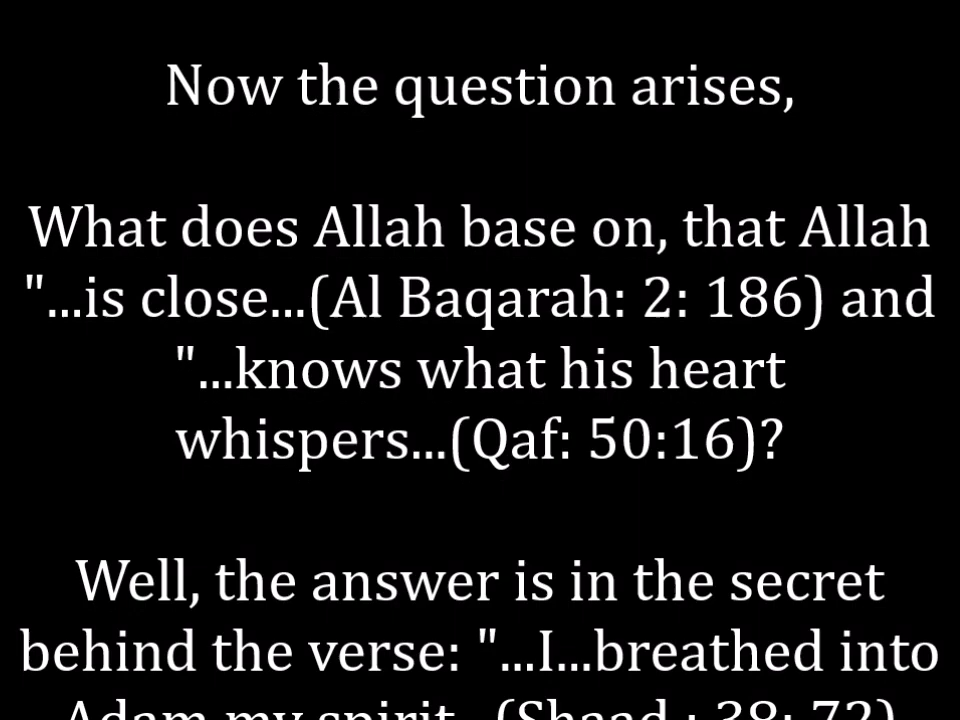 Now the question arises,
What does Allah base on, that Allah
"...is close...(Al Baqarah: 2: 186) and
"...knows what his heart
whispers...(Qaf: 50:16)?
Well, the answer is in the secret
behind the verse: "...I...breathed into
Adam my spirit...(Shaad : 38: 72)